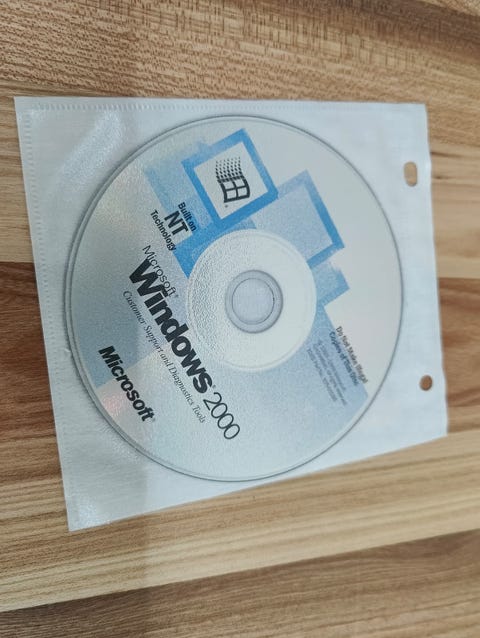 Built on
NT
Technology
Microsoft®
Windows® 2000
Customer Support and Diagnostics Tools
Microsoft®
Do Not Make Illegal
Copies of This Disc